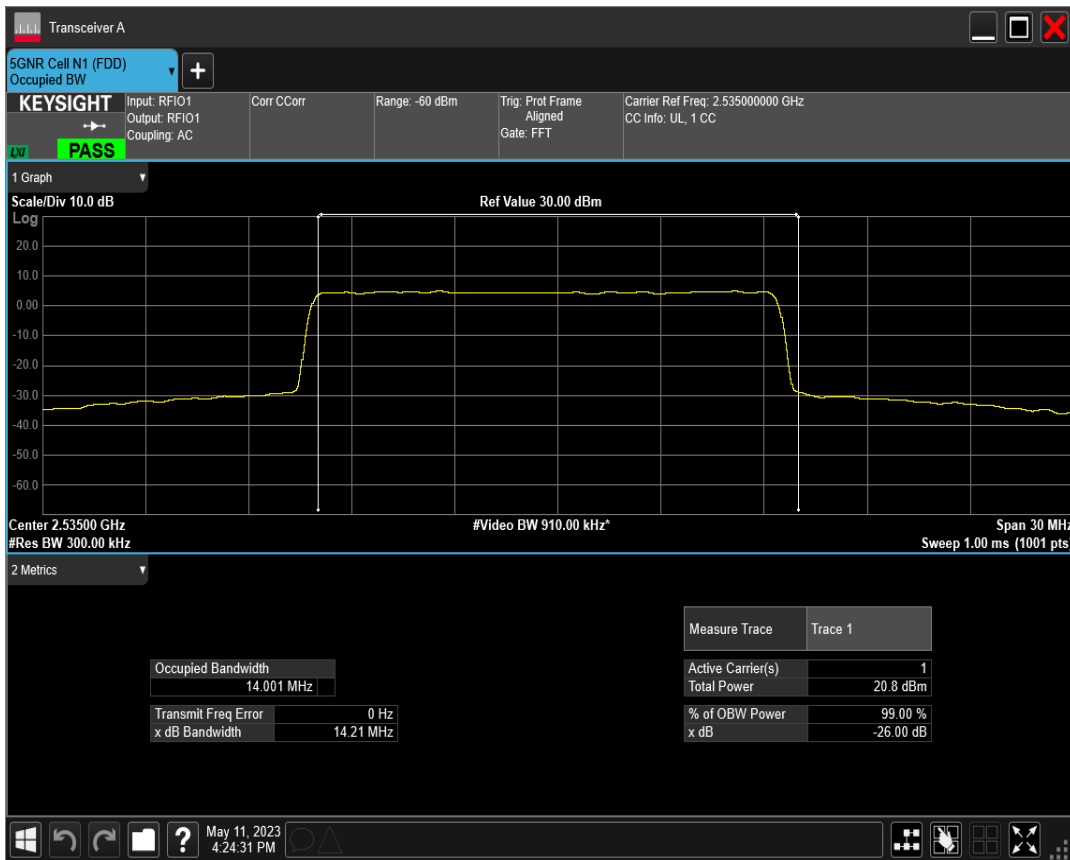 Transceiver A
5GNR Cell N1 (FDD)
Occupied BW
+
KEYSIGHT
LXI
PASS
Input: RFIO1
Output: RFIO1
Coupling: AC
Corr CCorr
Range: -60 dBm
Trig: Prot Frame
Aligned
Gate: FFT
Carrier Ref Freq: 2.535000000 GHz
CC Info: UL, 1 CC
1 Graph
Scale/Div 10.0 dB
Ref Value 30.00 dBm
Log
20.0
10.0
0.00
-10.0
-20.0
-30.0
-40.0
-50.0
-60.0
Center 2.53500 GHz
#Video BW 910.00 kHz*
Span 30 MHz
#Res BW 300.00 kHz
Sweep 1.00 ms (1001 pts)
2 Metrics
Measure Trace Trace 1
Occupied Bandwidth
14.001 MHz
Active Carrier(s) 1
Total Power 20.8 dBm
Transmit Freq Error 0 Hz
x dB Bandwidth 14.21 MHz
% of OBW Power 99.00 %
x dB -26.00 dB
?
May 11, 2023
4:24:31 PM